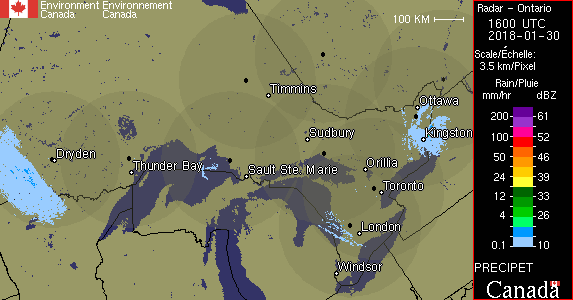 Environment Environnement
Canada Canada
100 KM
Timmins
Ottawa
Sudbury
Kingston
Dryden
Thunder Bay
Sault Ste. Marie
Orillia
Toronto
London
Windsor
Radar - Ontario
1600 UTC
2018-01-30
Scale/Échelle:
3.5 km/Pixel
Rain/Pluie
mm/hr dBZ
200 61
100 52
50 46
24 39
12 33
4 26
0.1 10
PRECIPET
Canada